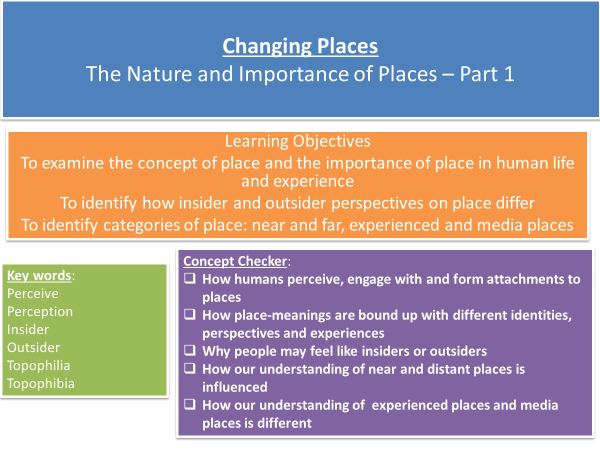 Changing Places
The Nature and Importance of Places – Part 1
Learning Objectives
To examine the concept of place and the importance of place in human life
and experience
To identify how insider and outsider perspectives on place differ
To identify categories of place: near and far, experienced and media places
Key words:
Perceive
Perception
Insider
Outsider
Topophilia
Topophibia
Concept Checker:
❑ How humans perceive, engage with and form attachments to
places
❑ How place-meanings are bound up with different identities,
perspectives and experiences
❑ Why people may feel like insiders or outsiders
❑ How our understanding of near and distant places is
influenced
❑ How our understanding of experienced places and media
places is different